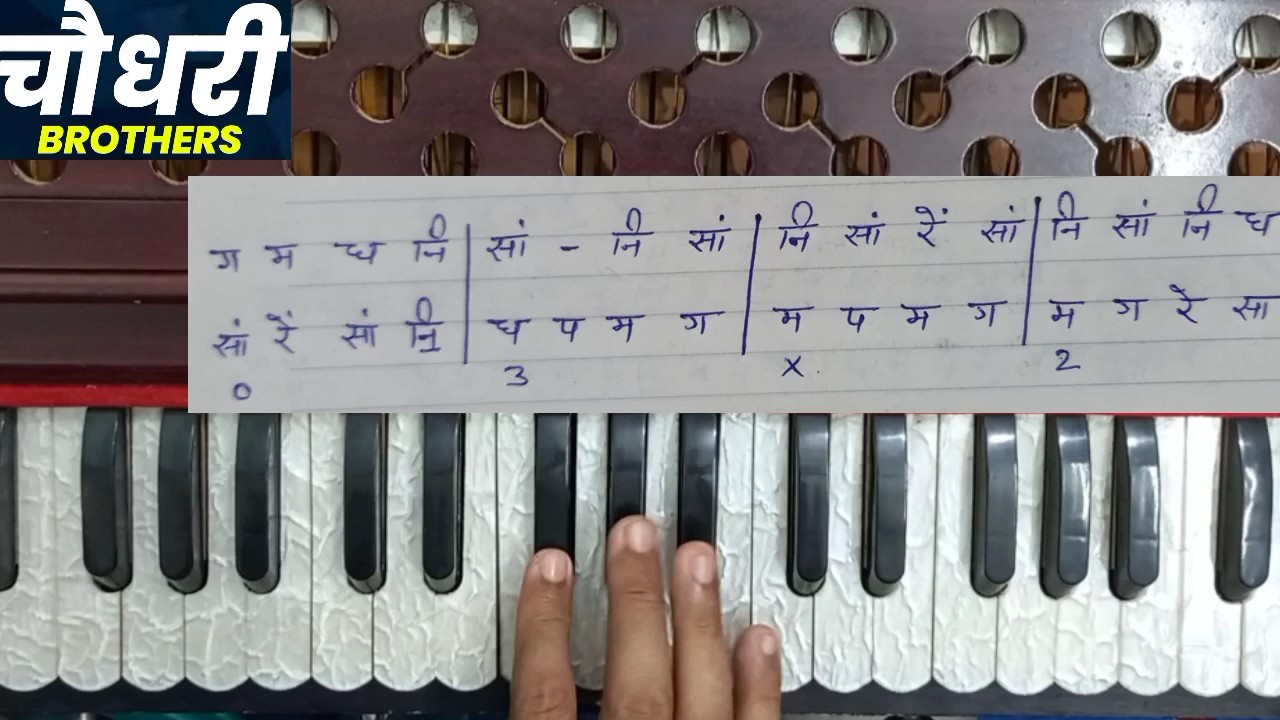 चौधरी
BROTHERS
ग म ध नि | सां - नि सां | नि सां रें सां | नि सां नि ध
सां रें सां नि॒ | ध प म ग | म प म ग | म ग रे सा
0 3 x 2